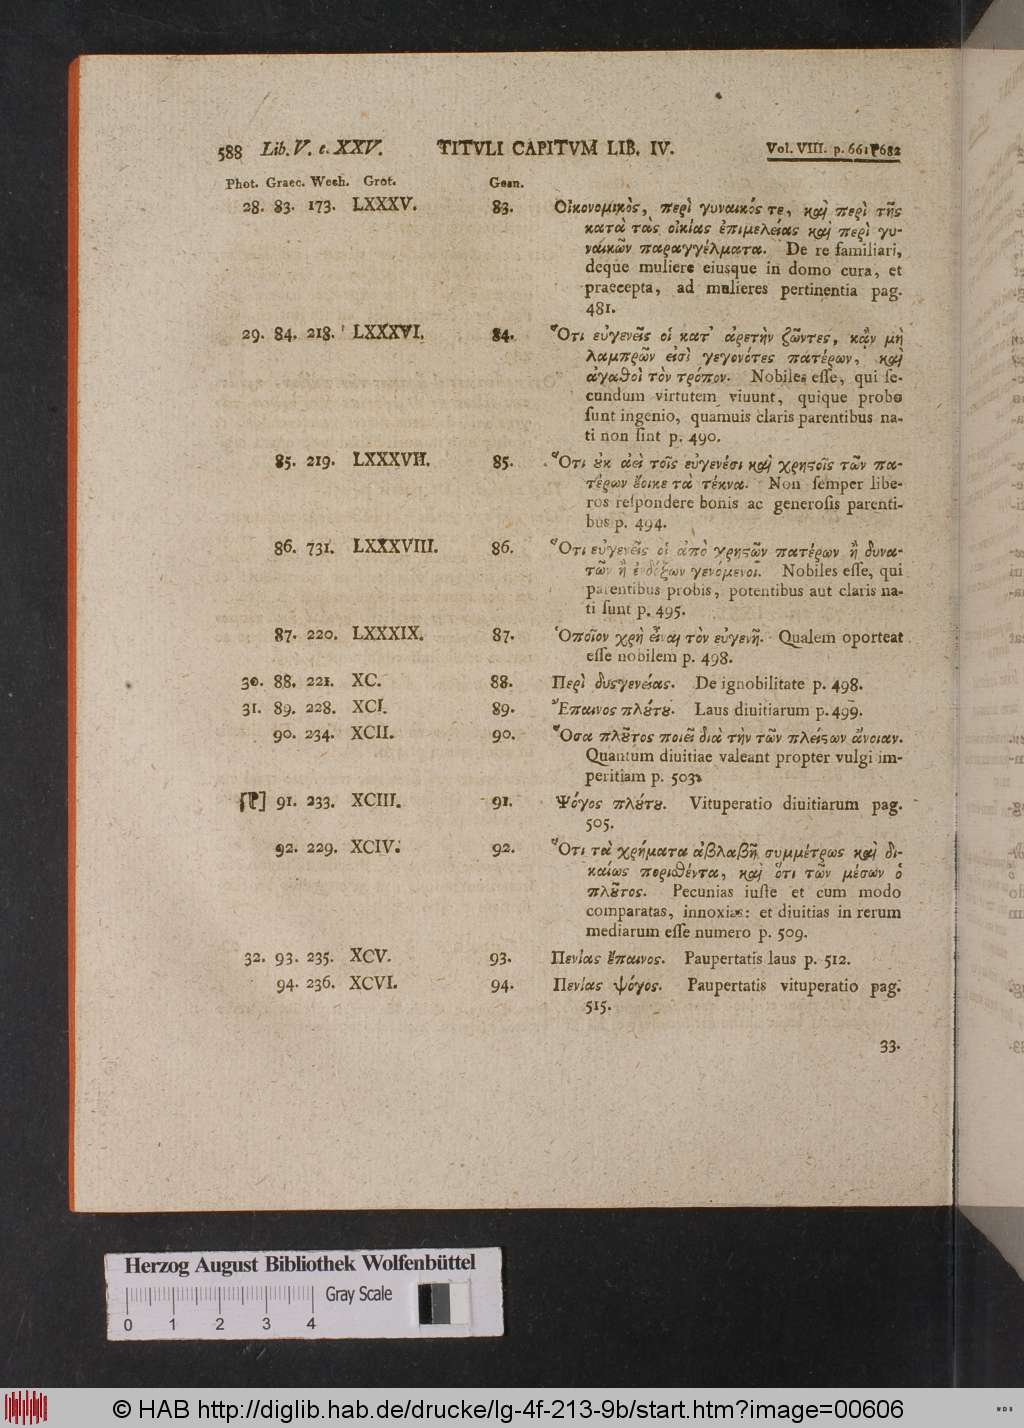 588 Lib. V. c. XXV. TITVLI CAPITVM LIB. IV. Vol. VIII. p. 661 682
Phot. Graec. Wech. Grot. Gesn.
28. 83. 173. LXXXV. 83. Οἰκονομικὸς, περὶ γυναικός τε, καὶ περὶ τῆς
κατὰ τὰς οἰκίας ἐπιμελείας καὶ περὶ γυ-
ναικῶν παραγγέλματα. De re familiari,
deque muliere eiusque in domo cura, et
praecepta, ad mulieres pertinentia pag.
481.
29. 84. 218. LXXXVI. 84. Ὅτι εὐγενεῖς οἱ κατ' ἀρετὴν ζῶντες, κἂν μὴ
λαμπρῶν εἰσὶ γεγονότες πατέρων, καὶ
ἀγαθοὶ τὸν τρόπον. Nobiles eſſe, qui ſe-
cundum virtutem viuunt, quique probo
ſunt ingenio, quamuis claris parentibus na-
ti non ſint p. 490.
85. 219. LXXXVII. 85. Ὅτι ȣκ ἀεὶ τοῖς εὐγενέσι καὶ χρηϛοῖς τῶν πα-
τέρων ἔοικε τὰ τέκνα. Non ſemper libe-
ros reſpondere bonis ac generoſis parenti-
bus p. 494.
86. 731. LXXXVIII. 86. Ὅτι εὐγενεῖς οἱ ἀπὸ χρηϛῶν πατέρων ἢ δυνα-
τῶν ἢ ἐνδόξων γενόμενοι. Nobiles eſſe, qui
parentibus probis, potentibus aut claris na-
ti ſunt p. 495.
87. 220. LXXXIX. 87. Ὁποῖον χρὴ εἶναι τὸν εὐγενῆ. Qualem oporteat
eſſe nobilem p. 498.
30. 88. 221. XC. 88. Περὶ δυςγενείας. De ignobilitate p. 498.
31. 89. 228. XCI. 89. Ἔπαινος πλȣ́τȣ. Laus diuitiarum p. 499.
90. 234. XCII. 90. Ὅσα πλȣ͂τος ποιεῖ διὰ τὴν τῶν πλείϛων ἄνοιαν.
Quantum diuitiae valeant propter vulgi im-
peritiam p. 503.
91. 233. XCIII. 91. Ψόγος πλȣ́τȣ. Vituperatio diuitiarum pag.
505.
92. 229. XCIV. 92. Ὅτι τὰ χρήματα ἀβλαβῆ συμμέτρως καὶ δι-
καίως περιθέντα, καὶ ὅτι τῶν μέσων ὁ
πλȣ͂τος. Pecunias iuſte et cum modo
comparatas, innoxias: et diuitias in rerum
mediarum eſſe numero p. 509.
32. 93. 235. XCV. 93. Πενίας ἔπαινος. Paupertatis laus p. 512.
94. 236. XCVI. 94. Πενίας ψόγος. Paupertatis vituperatio pag.
515.
33.
Herzog August Bibliothek Wolfenbüttel
Gray Scale
0 1 2 3 4
© HAB http://diglib.hab.de/drucke/lg-4f-213-9b/start.htm?image=00606